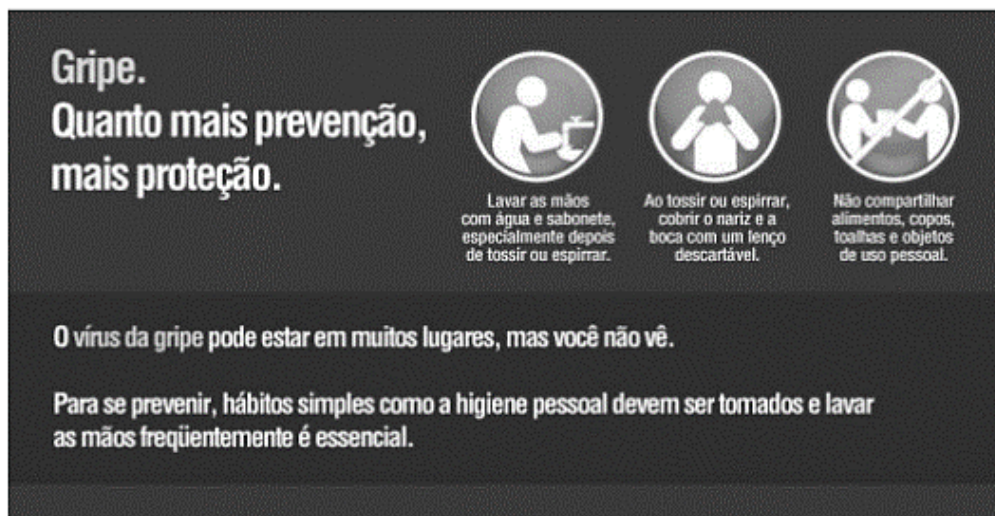 Gripe.
Quanto mais prevenção,
mais proteção.
Lavar as mãos
com água e sabonete,
especialmente depois
de tossir ou espirrar.
Ao tossir ou espirrar,
cobrir o nariz e a
boca com um lenço
descartável.
Não compartilhar
alimentos, copos,
toalhas e objetos
de uso pessoal.
O vírus da gripe pode estar em muitos lugares, mas você não vê.
Para se prevenir, hábitos simples como a higiene pessoal devem ser tomados e lavar
as mãos freqüentemente é essencial.